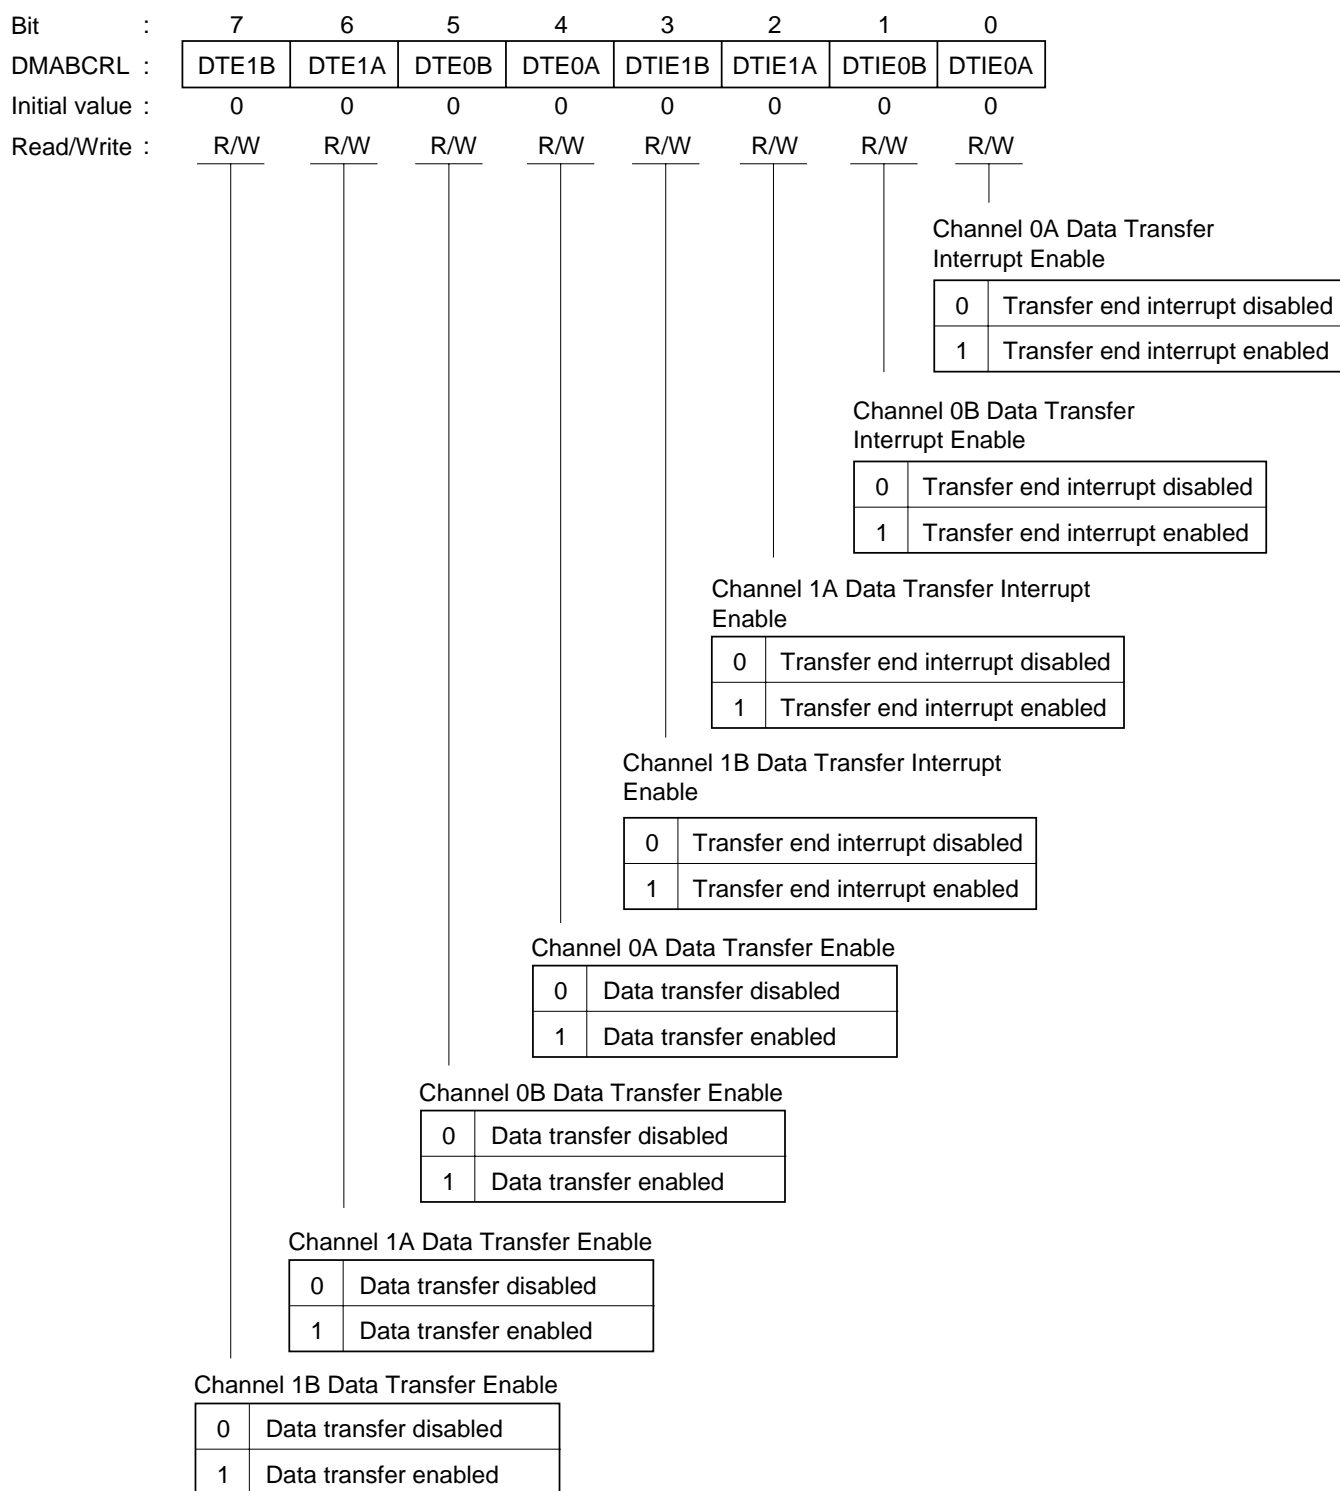 Bit : 7 6 5 4 3 2 1 0
DMABCRL : DTE1B DTE1A DTE0B DTE0A DTIE1B DTIE1A DTIE0B DTIE0A
Initial value : 0 0 0 0 0 0 0 0
Read/Write : R/W R/W R/W R/W R/W R/W R/W R/W
Channel 0A Data Transfer
Interrupt Enable
0 Transfer end interrupt disabled
1 Transfer end interrupt enabled
Channel 0B Data Transfer
Interrupt Enable
0 Transfer end interrupt disabled
1 Transfer end interrupt enabled
Channel 1A Data Transfer Interrupt
Enable
0 Transfer end interrupt disabled
1 Transfer end interrupt enabled
Channel 1B Data Transfer Interrupt
Enable
0 Transfer end interrupt disabled
1 Transfer end interrupt enabled
Channel 0A Data Transfer Enable
0 Data transfer disabled
1 Data transfer enabled
Channel 0B Data Transfer Enable
0 Data transfer disabled
1 Data transfer enabled
Channel 1A Data Transfer Enable
0 Data transfer disabled
1 Data transfer enabled
Channel 1B Data Transfer Enable
0 Data transfer disabled
1 Data transfer enabled